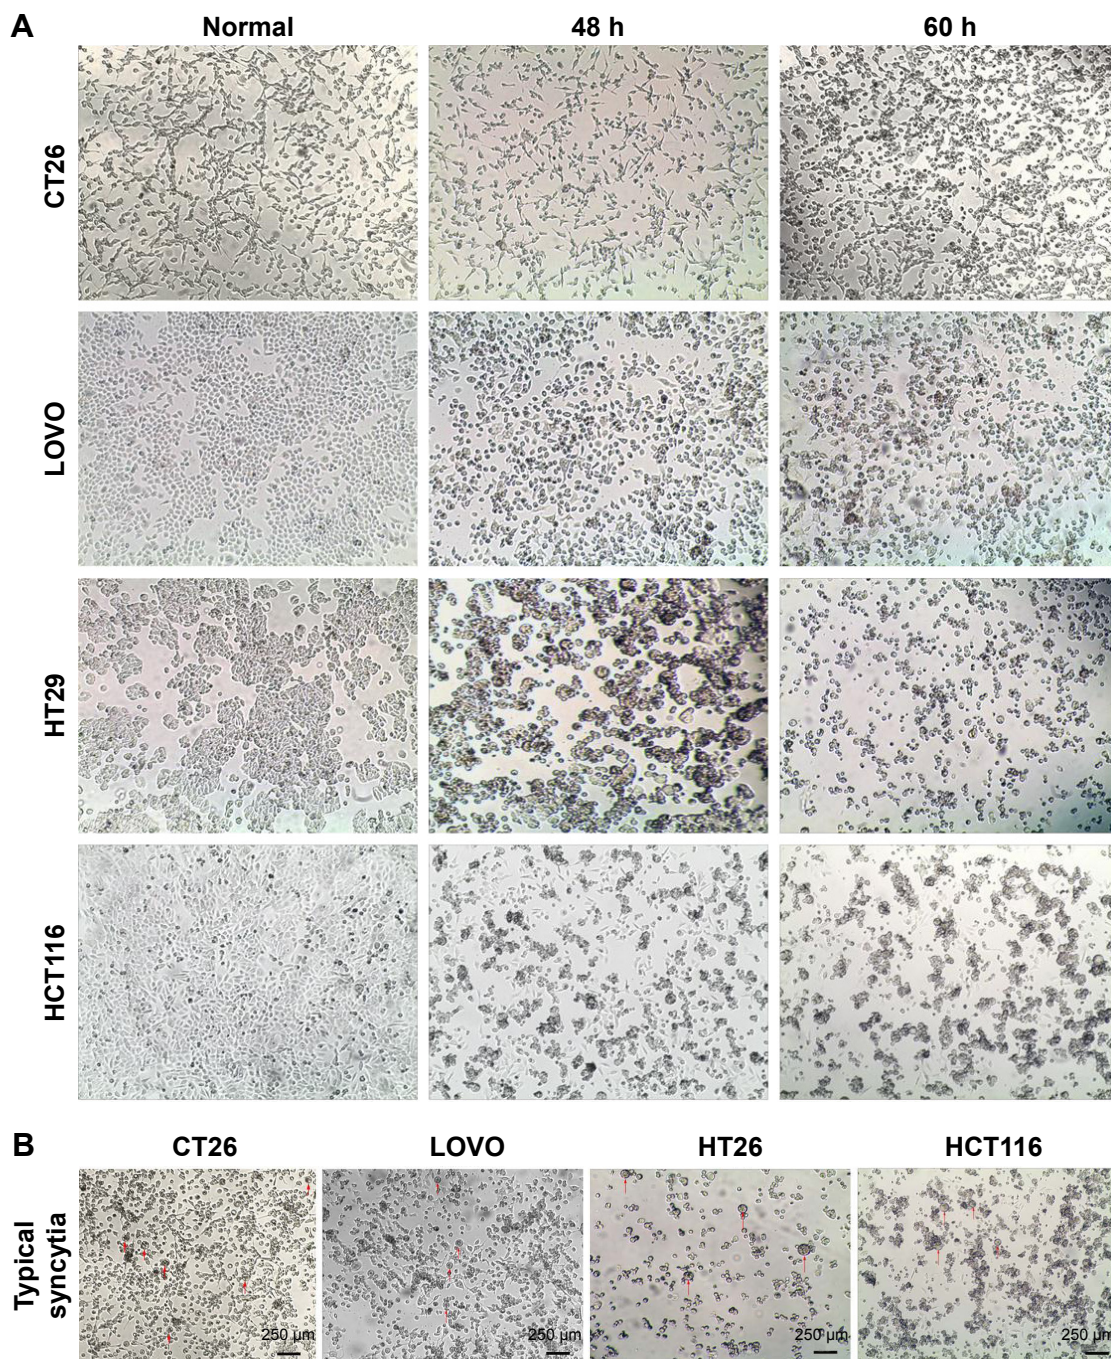 A
Normal 48 h 60 h
CT26
LOVO
HT29
HCT116
B
CT26 LOVO HT26 HCT116
Typical
syncytia
250 µm 250 µm 250 µm 250 µm